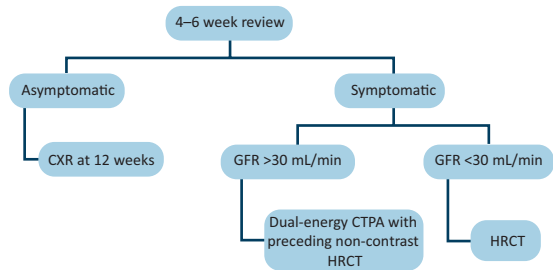 4–6 week review
Asymptomatic
Symptomatic
CXR at 12 weeks
GFR >30 mL/min
GFR <30 mL/min
Dual-energy CTPA with
preceding non-contrast
HRCT
HRCT